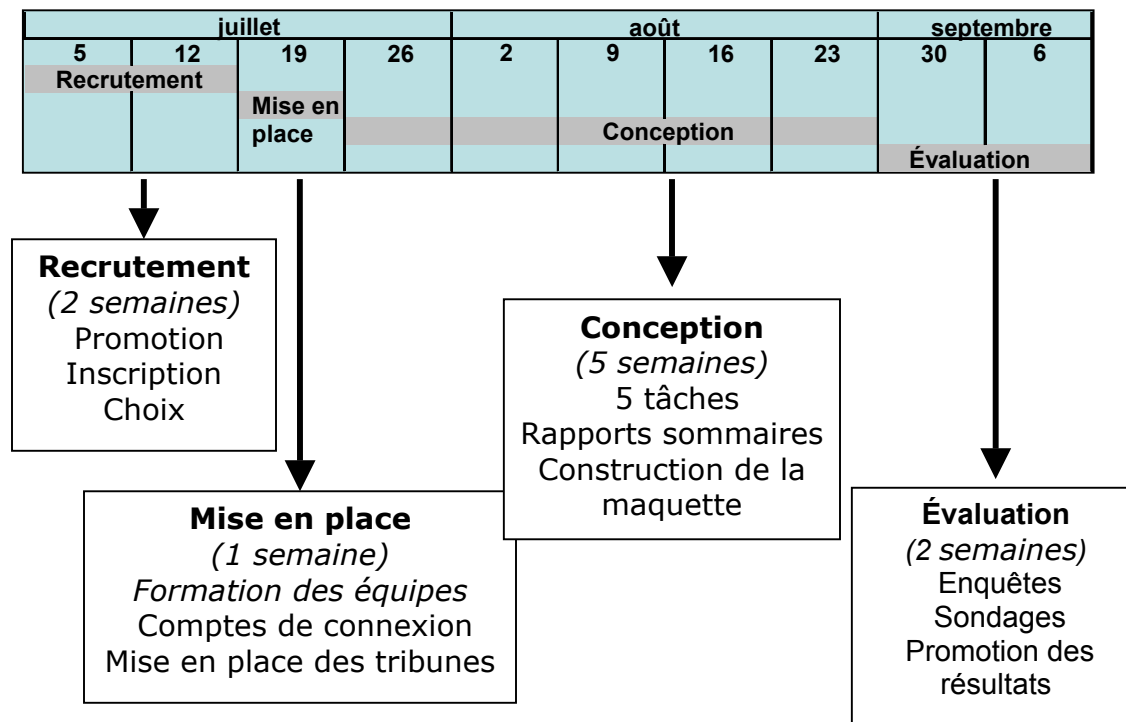 juillet août septembre
5 12 19 26 2 9 16 23 30 6
Recrutement
Mise en
place
Conception
Évaluation
Recrutement
(2 semaines)
Promotion
Inscription
Choix
Mise en place
(1 semaine)
Formation des équipes
Comptes de connexion
Mise en place des tribunes
Conception
(5 semaines)
5 tâches
Rapports sommaires
Construction de la
maquette
Évaluation
(2 semaines)
Enquêtes
Sondages
Promotion des
résultats